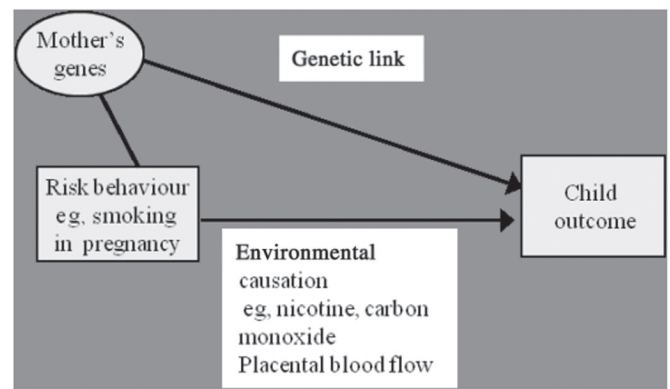 Mother's
genes
Genetic link
Risk behaviour
eg, smoking
in pregnancy
Child
outcome
Environmental
causation
eg, nicotine, carbon
monoxide
Placental blood flow